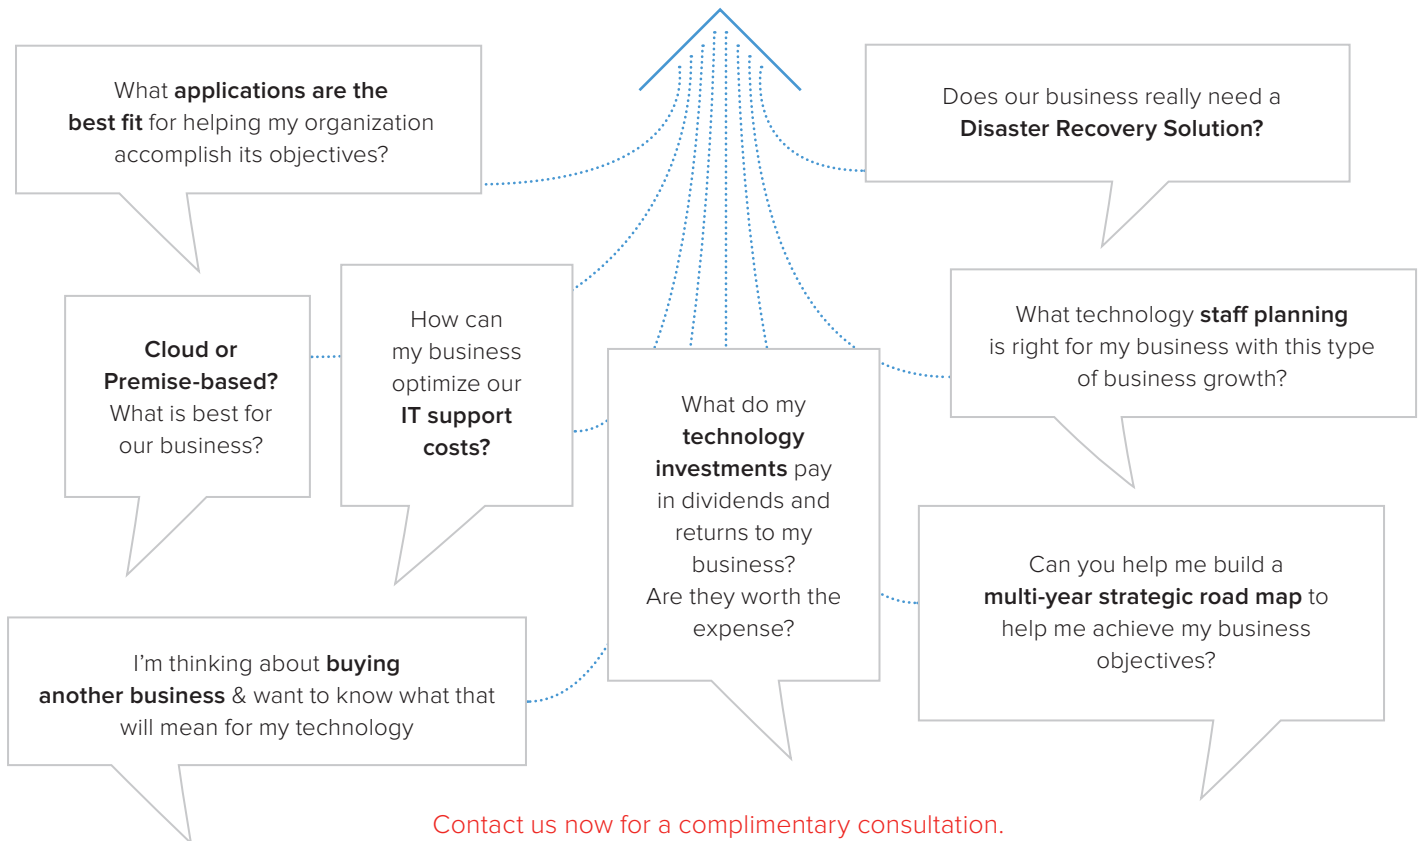 What applications are the
best fit for helping my organization
accomplish its objectives?
Does our business really need a
Disaster Recovery Solution?
Cloud or
Premise-based?
What is best for
our business?
How can
my business
optimize our
IT support
costs?
What do my
technology
investments pay
in dividends and
returns to my
business?
Are they worth the
expense?
What technology staff planning
is right for my business with this type
of business growth?
Can you help me build a
multi-year strategic road map to
help me achieve my business
objectives?
I’m thinking about buying
another business & want to know what that
will mean for my technology
Contact us now for a complimentary consultation.